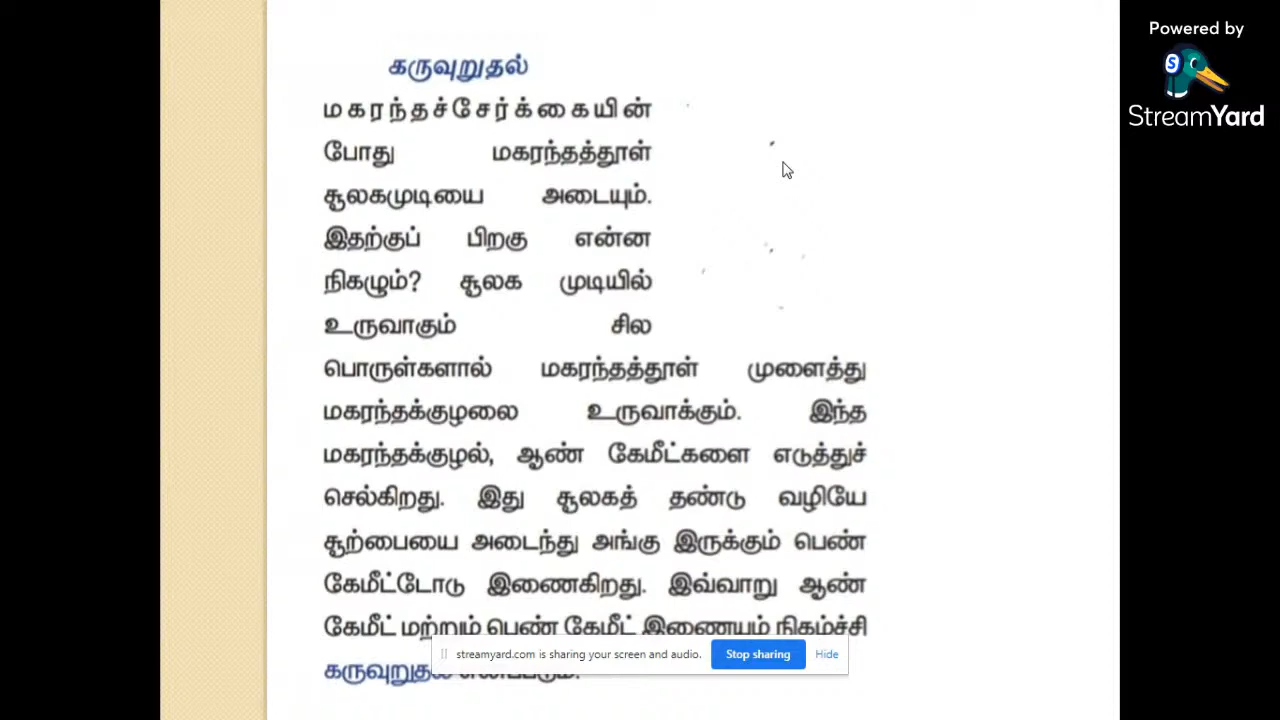 Powered by
StreamYard
கருவுறுதல்
மகரந்தச்சேர்க்கையின்
போது மகரந்தத்தூள்
சூலகமுடியை அடையும்.
இதற்குப் பிறகு என்ன
நிகழும்? சூலக முடியில்
உருவாகும் சில
பொருள்களால் மகரந்தத்தூள் முளைத்து
மகரந்தக்குழலை உருவாக்கும். இந்த
மகரந்தக்குழல், ஆண் கேமீட்களை எடுத்துச்
செல்கிறது. இது சூலகத் தண்டு வழியே
சூற்பையை அடைந்து அங்கு இருக்கும் பெண்
கேமீட்டோடு இணைகிறது. இவ்வாறு ஆண்
கேமீட் மற்றும் பெண் கேமீட் இணையும் நிகழ்ச்சி
streamyard.com is sharing your screen and audio. Stop sharing Hide
கருவுறுதல் எனப்படும்.